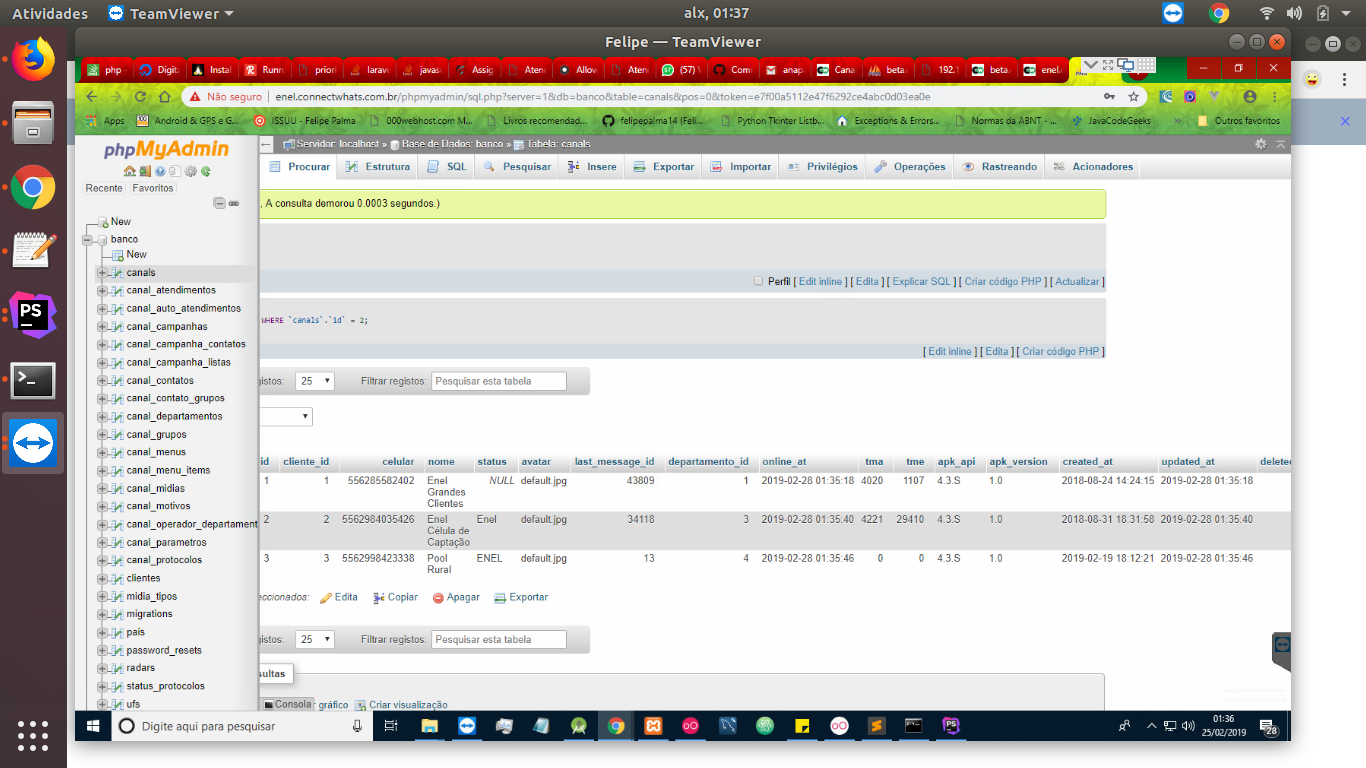 Atividades TeamViewer alx, 01:37
Felipe — TeamViewer
php - Digita Instal Runni priori larave javasc Assig Atend Allow Aten (57) \ Com anap Cana beta. 192.1 beta. enel.c
Não seguro enel.connectwhats.com.br/phpmyadmin/sql.php?server=1&db=banco&table=canals&pos=0&token=e7f00a5112e47f6292ce4abc0d03ea0e
Apps Android & GPS e G... ISSUU - Felipe Palma 000webhost.com M... Livros recomendad... felipepalma14 (Feli... Python Tkinter Listb... Exceptions & Errors... Normas da ABNT -... JavaCodeGeeks » Outros favoritos
phpMyAdmin
Servidor: localhost » Base de Dados: banco » Tabela: canals
Procurar Estrutura SQL Pesquisar Insere Exportar Importar Privilégios Operações Rastreando Acionadores
Recente Favoritos
, A consulta demorou 0.0003 segundos.)
New
banco
New
canals
canal_atendimentos
canal_auto_atendimentos
canal_campanhas
canal_campanha_contatos
canal_campanha_listas
canal_contatos
canal_contato_grupos
canal_departamentos
canal_grupos
canal_menus
canal_menu_items
canal_midias
canal_motivos
canal_operador_departament
canal_parametros
canal_protocolos
clientes
midia_tipos
migrations
pais
password_resets
radars
status_protocolos
ufs
Perfil [ Edit inline ] [ Edita ] [ Explicar SQL ] [ Criar código PHP ] [ Actualizar ]
WHERE `canals`.`id` = 2;
[ Edit inline ] [ Edita ] [ Criar código PHP ]
gistos: 25 Filtrar registos: Pesquisar esta tabela
id cliente_id celular nome status avatar last_message_id departamento_id online_at tma tme apk_api apk_version created_at updated_at delete
1 1 556285582402 Enel Grandes Clientes NULL default.jpg 43809 1 2019-02-28 01:35:18 4020 1107 4.3.S 1.0 2018-08-24 14:24:15 2019-02-28 01:35:18
2 2 5562984035426 Enel Célula de Captação Enel default.jpg 34118 3 2019-02-28 01:35:40 4221 29410 4.3.S 1.0 2018-08-31 18:31:58 2019-02-28 01:35:40
3 3 5562998423338 Pool Rural ENEL default.jpg 13 4 2019-02-28 01:35:46 0 0 4.3.S 1.0 2019-02-19 18:12:21 2019-02-28 01:35:46
eccionados: Edita Copiar Apagar Exportar
gistos: 25 Filtrar registos: Pesquisar esta tabela
sultas
Consola r gráfico Criar visualização
Digite aqui para pesquisar
01:36
25/02/2019
28